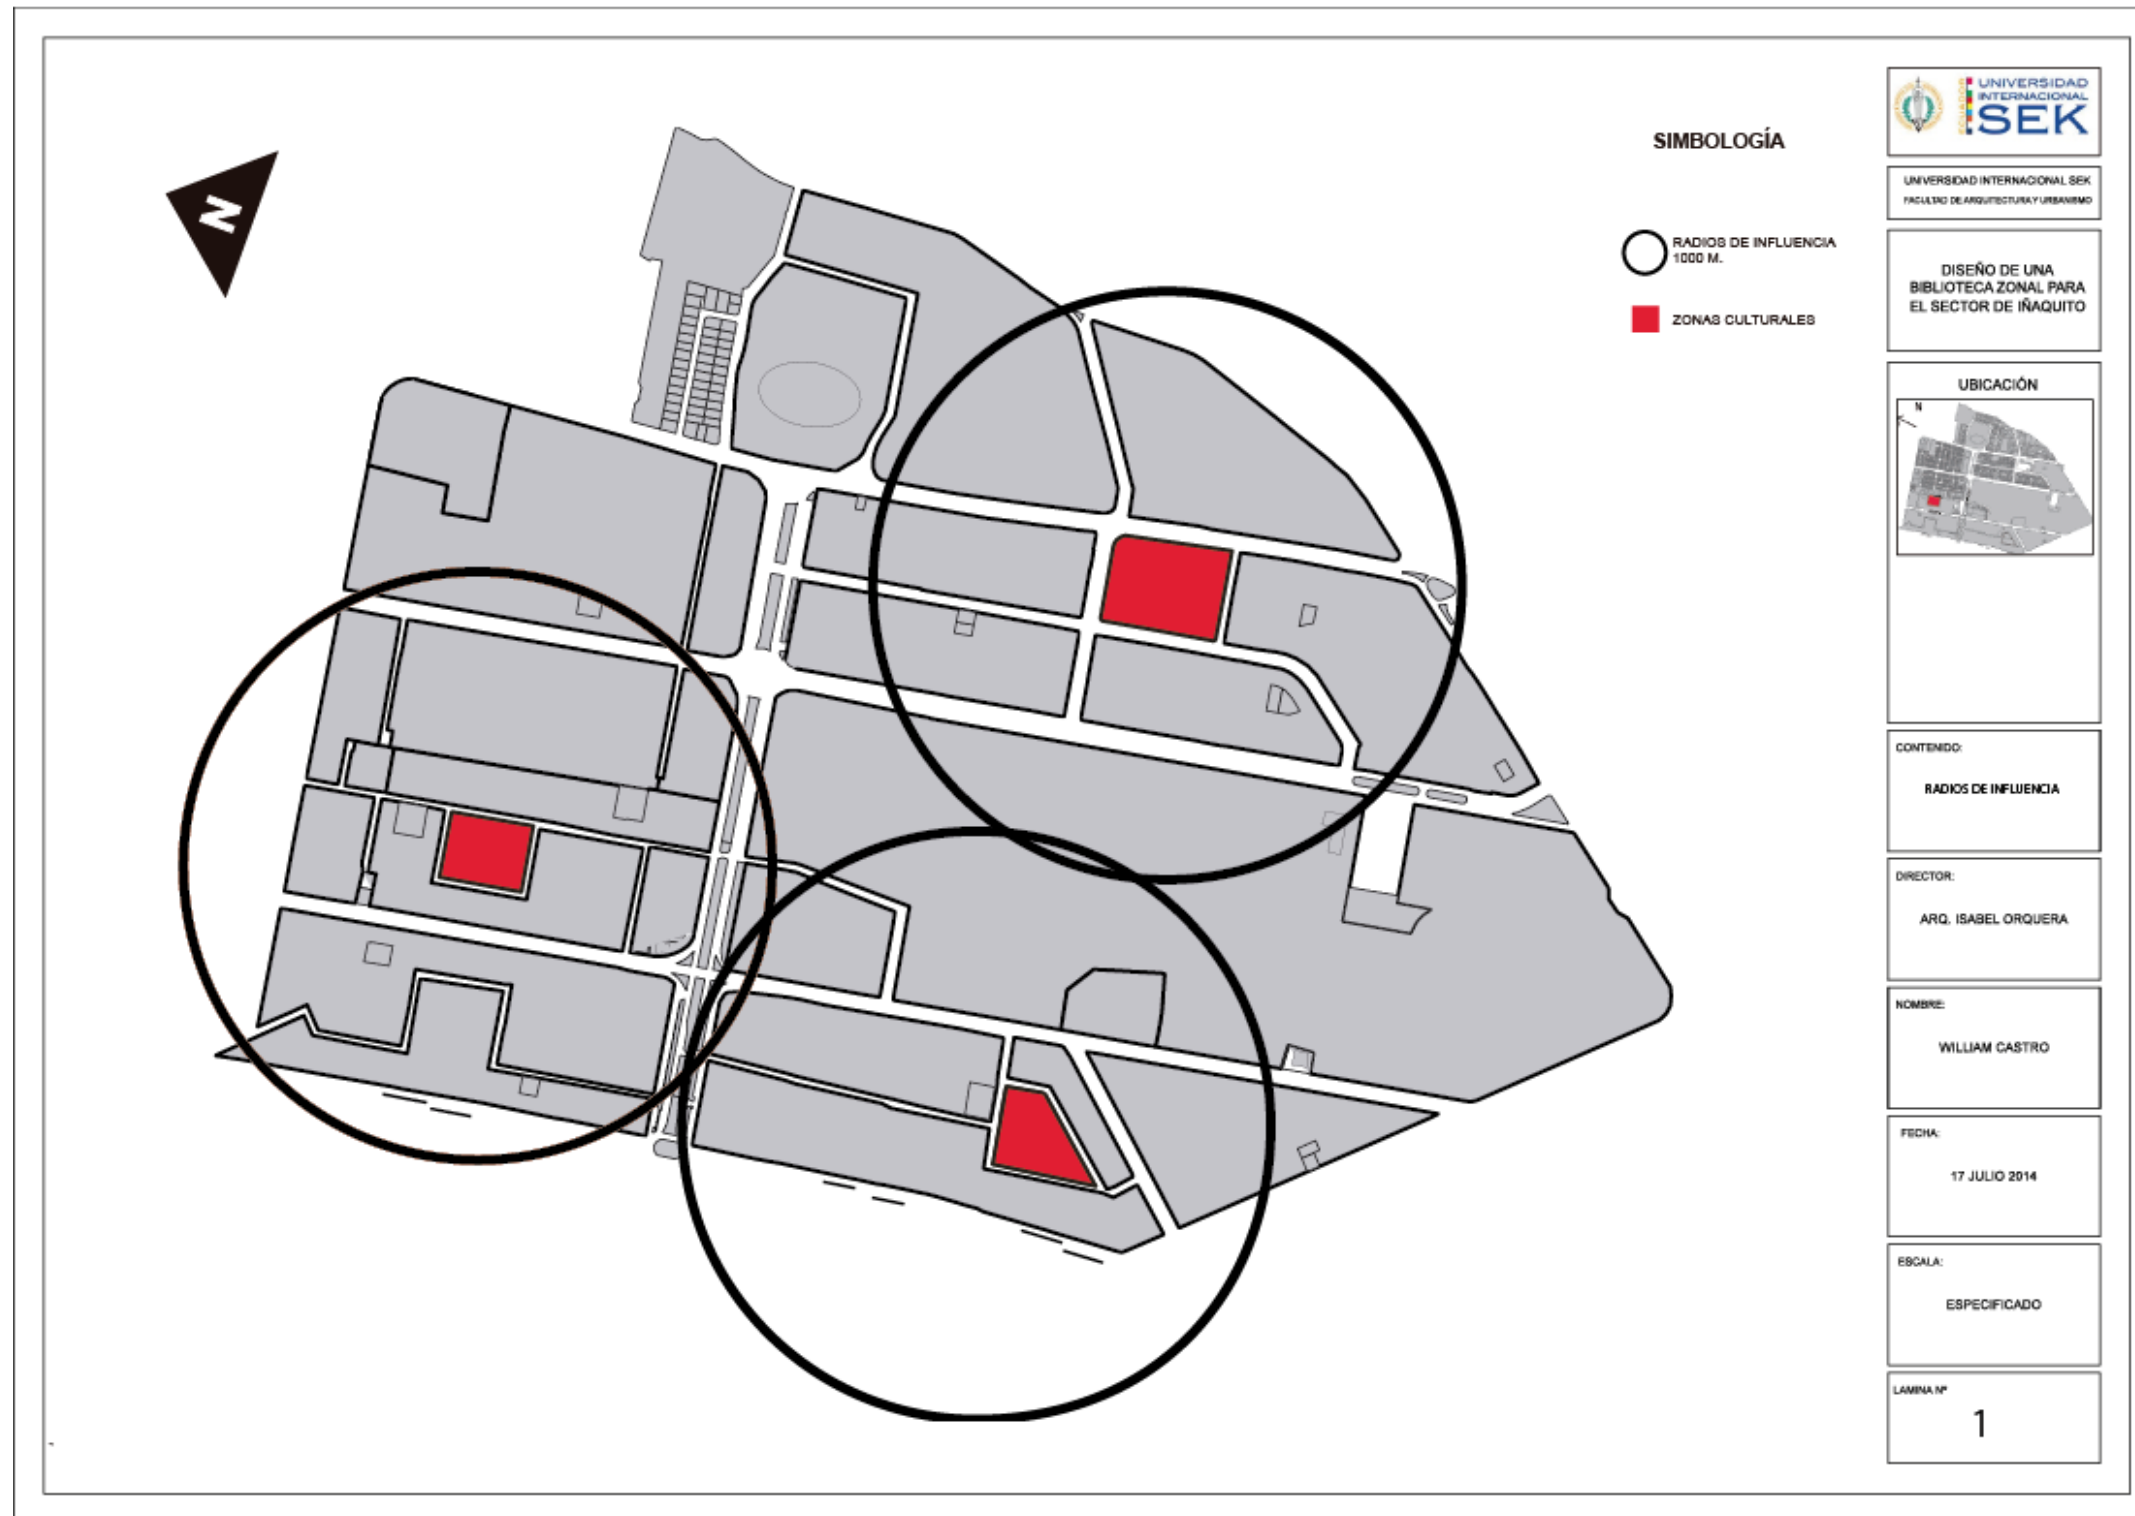 N
SIMBOLOGÍA
RADIOS DE INFLUENCIA
1000 M.
ZONAS CULTURALES
ECUADOR
UNIVERSIDAD
INTERNACIONAL
SEK
UNIVERSIDAD INTERNACIONAL SEK
FACULTAD DE ARQUITECTURA Y URBANISMO
DISEÑO DE UNA
BIBLIOTECA ZONAL PARA
EL SECTOR DE IÑAQUITO
UBICACIÓN
N
CONTENIDO:
RADIOS DE INFLUENCIA
DIRECTOR:
ARQ. ISABEL ORQUERA
NOMBRE:
WILLIAM CASTRO
FECHA:
17 JULIO 2014
ESCALA:
ESPECIFICADO
LAMINA Nº
1